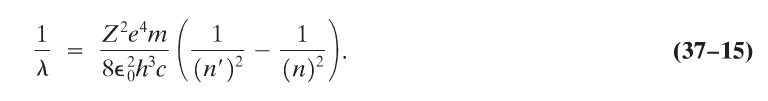 1/λ = Z²e⁴m/8ϵ₀²h³c (1/(n′)² − 1/(n)²). (37–15)